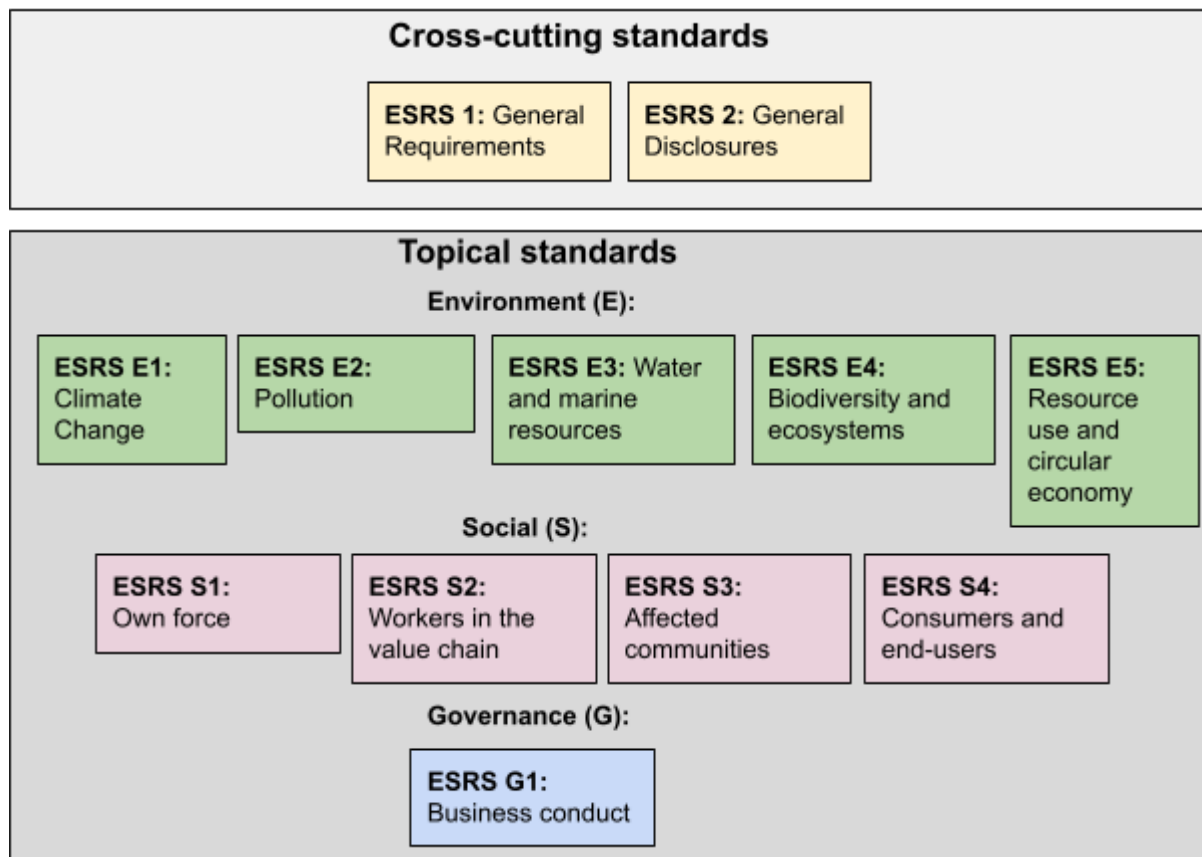 Cross-cutting standards
ESRS 1: General
Requirements
ESRS 2: General
Disclosures
Topical standards
Environment (E):
ESRS E1:
Climate
Change
ESRS E2:
Pollution
ESRS E3: Water
and marine
resources
ESRS E4:
Biodiversity and
ecosystems
ESRS E5:
Resource
use and
circular
economy
Social (S):
ESRS S1:
Own force
ESRS S2:
Workers in the
value chain
ESRS S3:
Affected
communities
ESRS S4:
Consumers and
end-users
Governance (G):
ESRS G1:
Business conduct